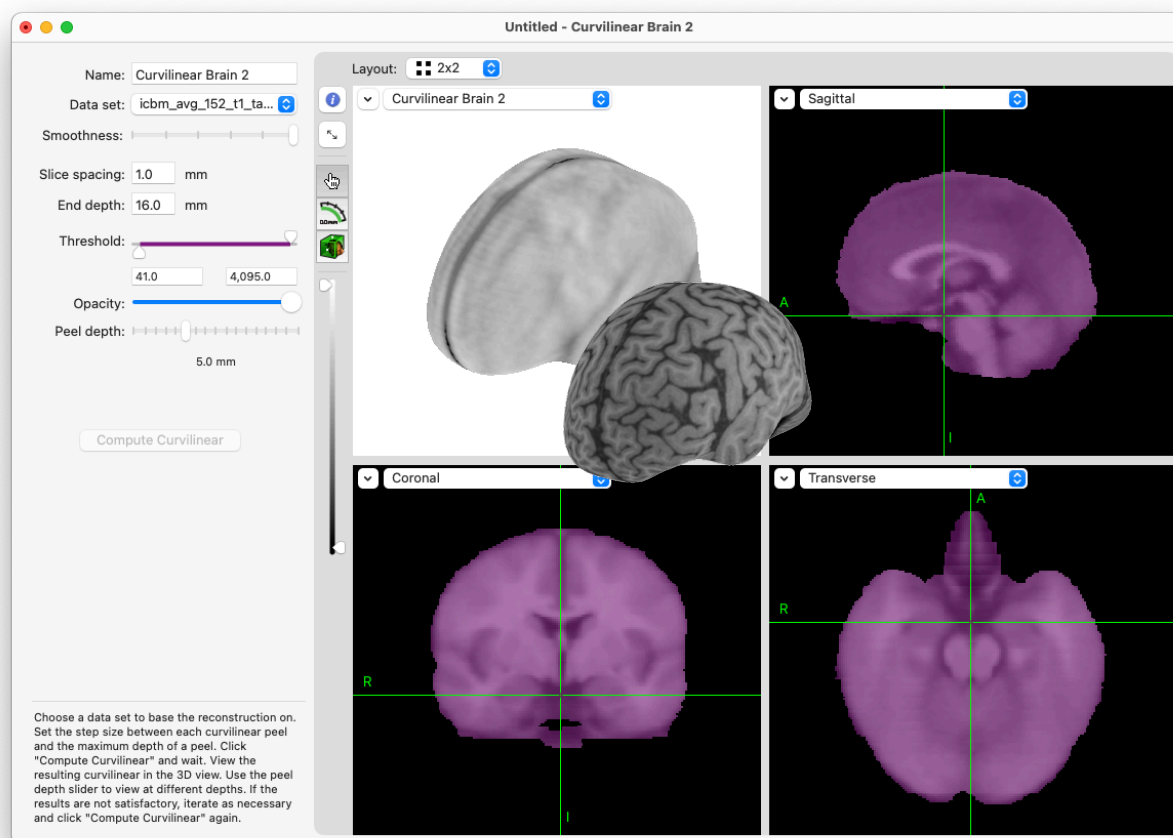 Untitled - Curvilinear Brain 2
Name: Curvilinear Brain 2
Data set: icbm_avg_152_t1_ta...
Smoothness:
Slice spacing: 1.0 mm
End depth: 16.0 mm
Threshold:
41.0 4,095.0
Opacity:
Peel depth:
5.0 mm
Compute Curvilinear
Choose a data set to base the reconstruction on.
Set the step size between each curvilinear peel
and the maximum depth of a peel. Click
"Compute Curvilinear" and wait. View the
resulting curvilinear in the 3D view. Use the peel
depth slider to view at different depths. If the
results are not satisfactory, iterate as necessary
and click "Compute Curvilinear" again.
Layout: 2x2
i
0.0mm
Curvilinear Brain 2
Sagittal
A
I
Coronal
R
I
Transverse
A
R